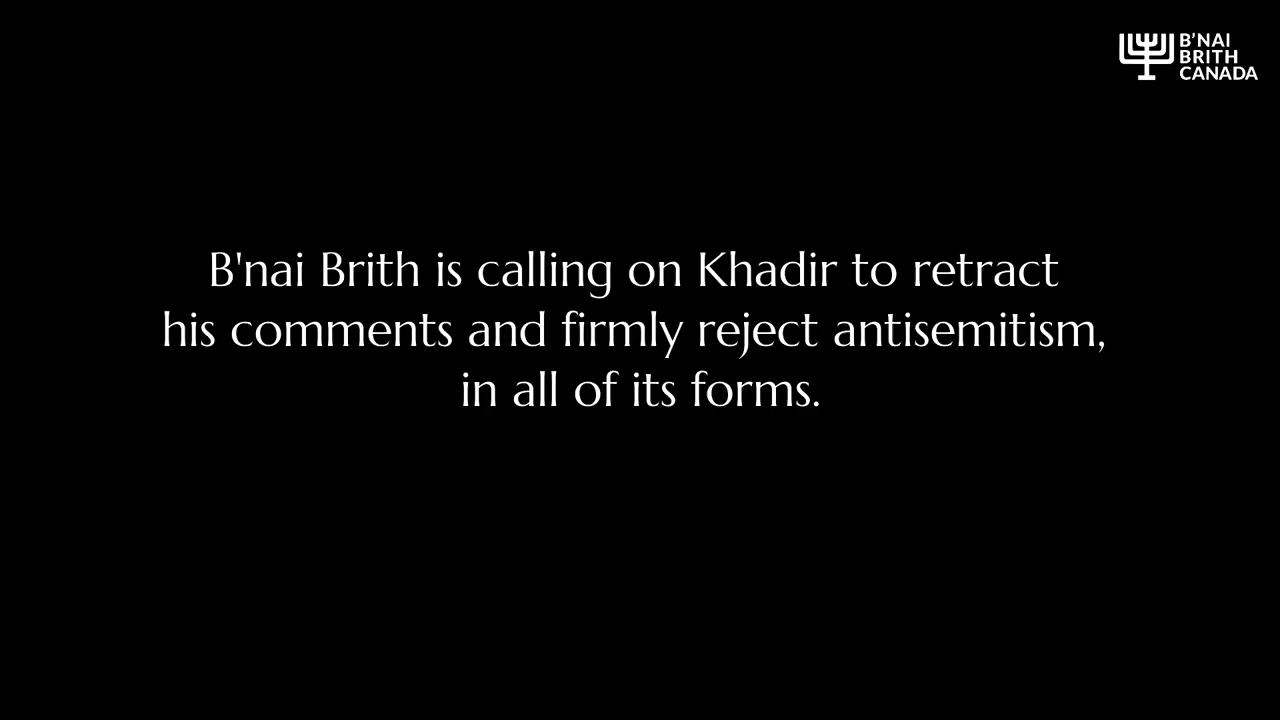 B'NAI
BRITH
CANADA
B'nai Brith is calling on Khadir to retract
his comments and firmly reject antisemitism,
in all of its forms.